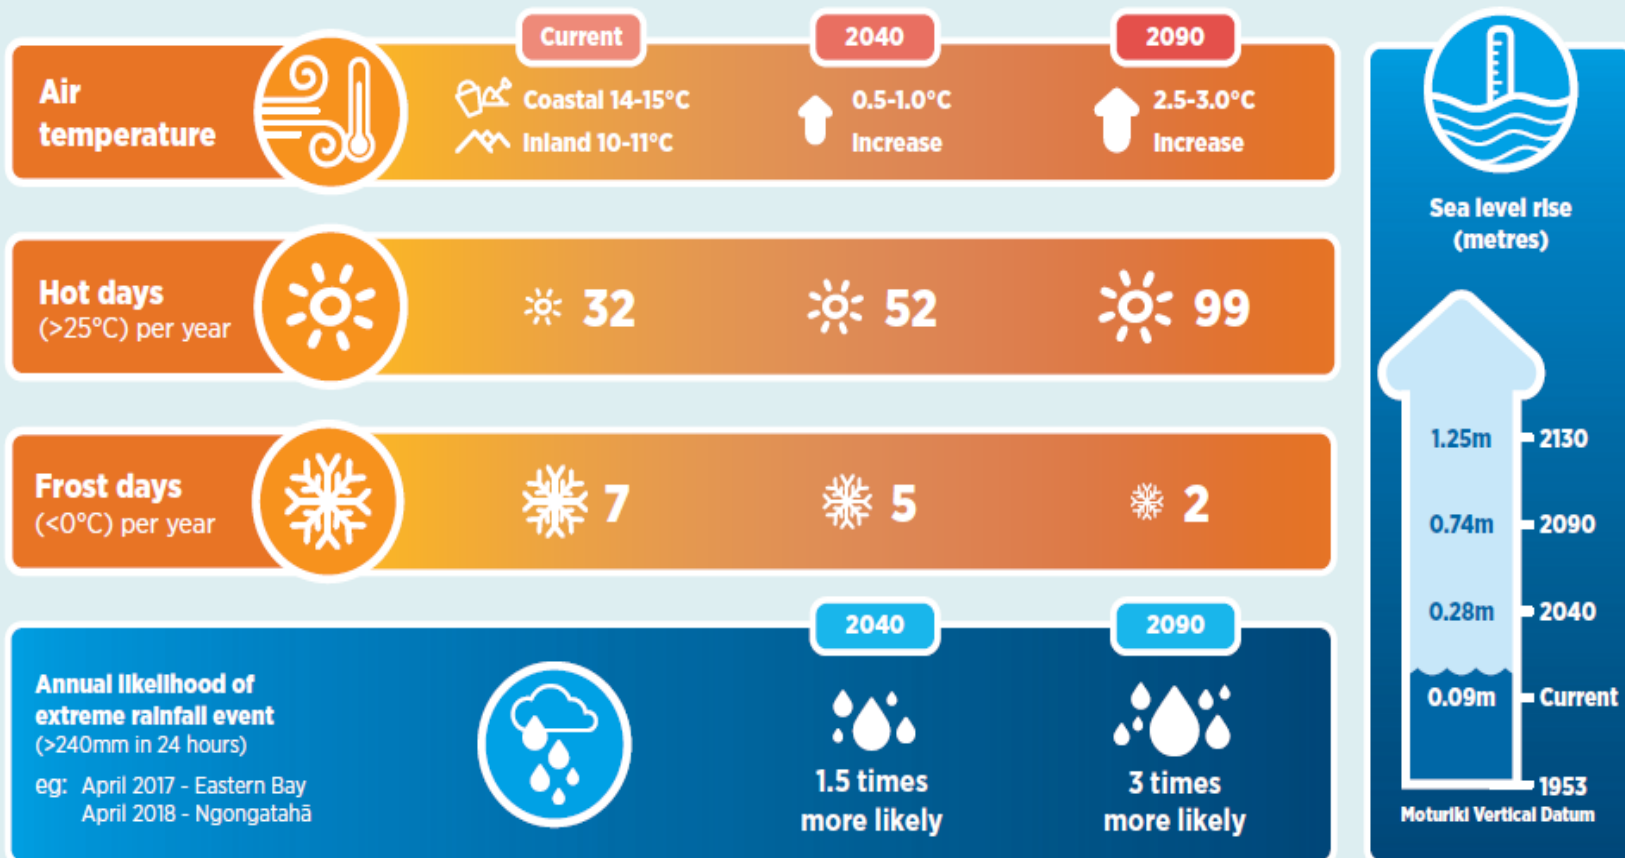 Current
2040
2090
Air
temperature
Coastal 14-15°C
Inland 10-11°C
0.5-1.0°C
Increase
2.5-3.0°C
Increase
Hot days
(>25°C) per year
32
52
99
Frost days
(<0°C) per year
7
5
2
2040
2090
Annual likelihood of
extreme rainfall event
(>240mm in 24 hours)
eg: April 2017 - Eastern Bay
April 2018 - Ngongatahā
1.5 times
more likely
3 times
more likely
Sea level rise
(metres)
1.25m 2130
0.74m 2090
0.28m 2040
0.09m Current
1953
Moturiki Vertical Datum